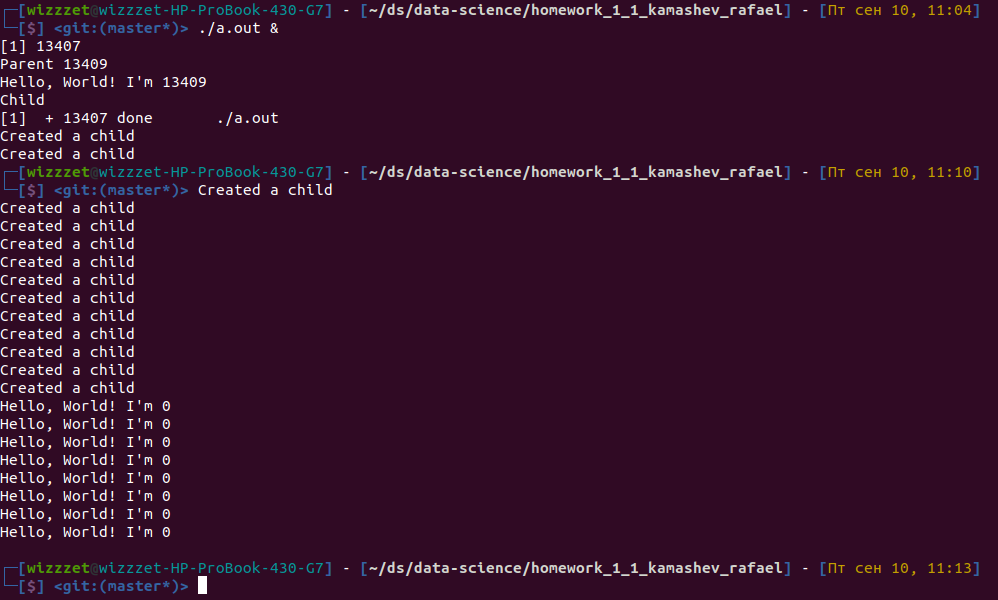 ┌─[wizzzet@wizzzet-HP-ProBook-430-G7] - [~/ds/data-science/homework_1_1_kamashev_rafael] - [Пт сен 10, 11:04]
└─[$] <git:(master*)> ./a.out &
[1] 13407
Parent 13409
Hello, World! I'm 13409
Child
[1]  + 13407 done       ./a.out
Created a child
Created a child
┌─[wizzzet@wizzzet-HP-ProBook-430-G7] - [~/ds/data-science/homework_1_1_kamashev_rafael] - [Пт сен 10, 11:10]
└─[$] <git:(master*)> Created a child
Created a child
Created a child
Created a child
Created a child
Created a child
Created a child
Created a child
Created a child
Created a child
Created a child
Created a child
Hello, World! I'm 0
Hello, World! I'm 0
Hello, World! I'm 0
Hello, World! I'm 0
Hello, World! I'm 0
Hello, World! I'm 0
Hello, World! I'm 0
Hello, World! I'm 0
┌─[wizzzet@wizzzet-HP-ProBook-430-G7] - [~/ds/data-science/homework_1_1_kamashev_rafael] - [Пт сен 10, 11:13]
└─[$] <git:(master*)>